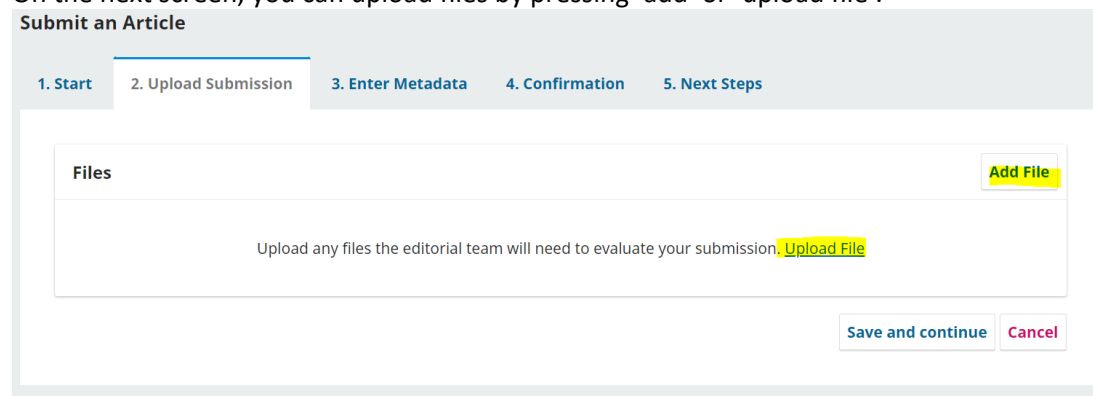 On the next screen, you can upload files by pressing 'add' or 'upload file'.
Submit an Article
1. Start 2. Upload Submission 3. Enter Metadata 4. Confirmation 5. Next Steps
Files Add File
Upload any files the editorial team will need to evaluate your submission. Upload File
Save and continue Cancel